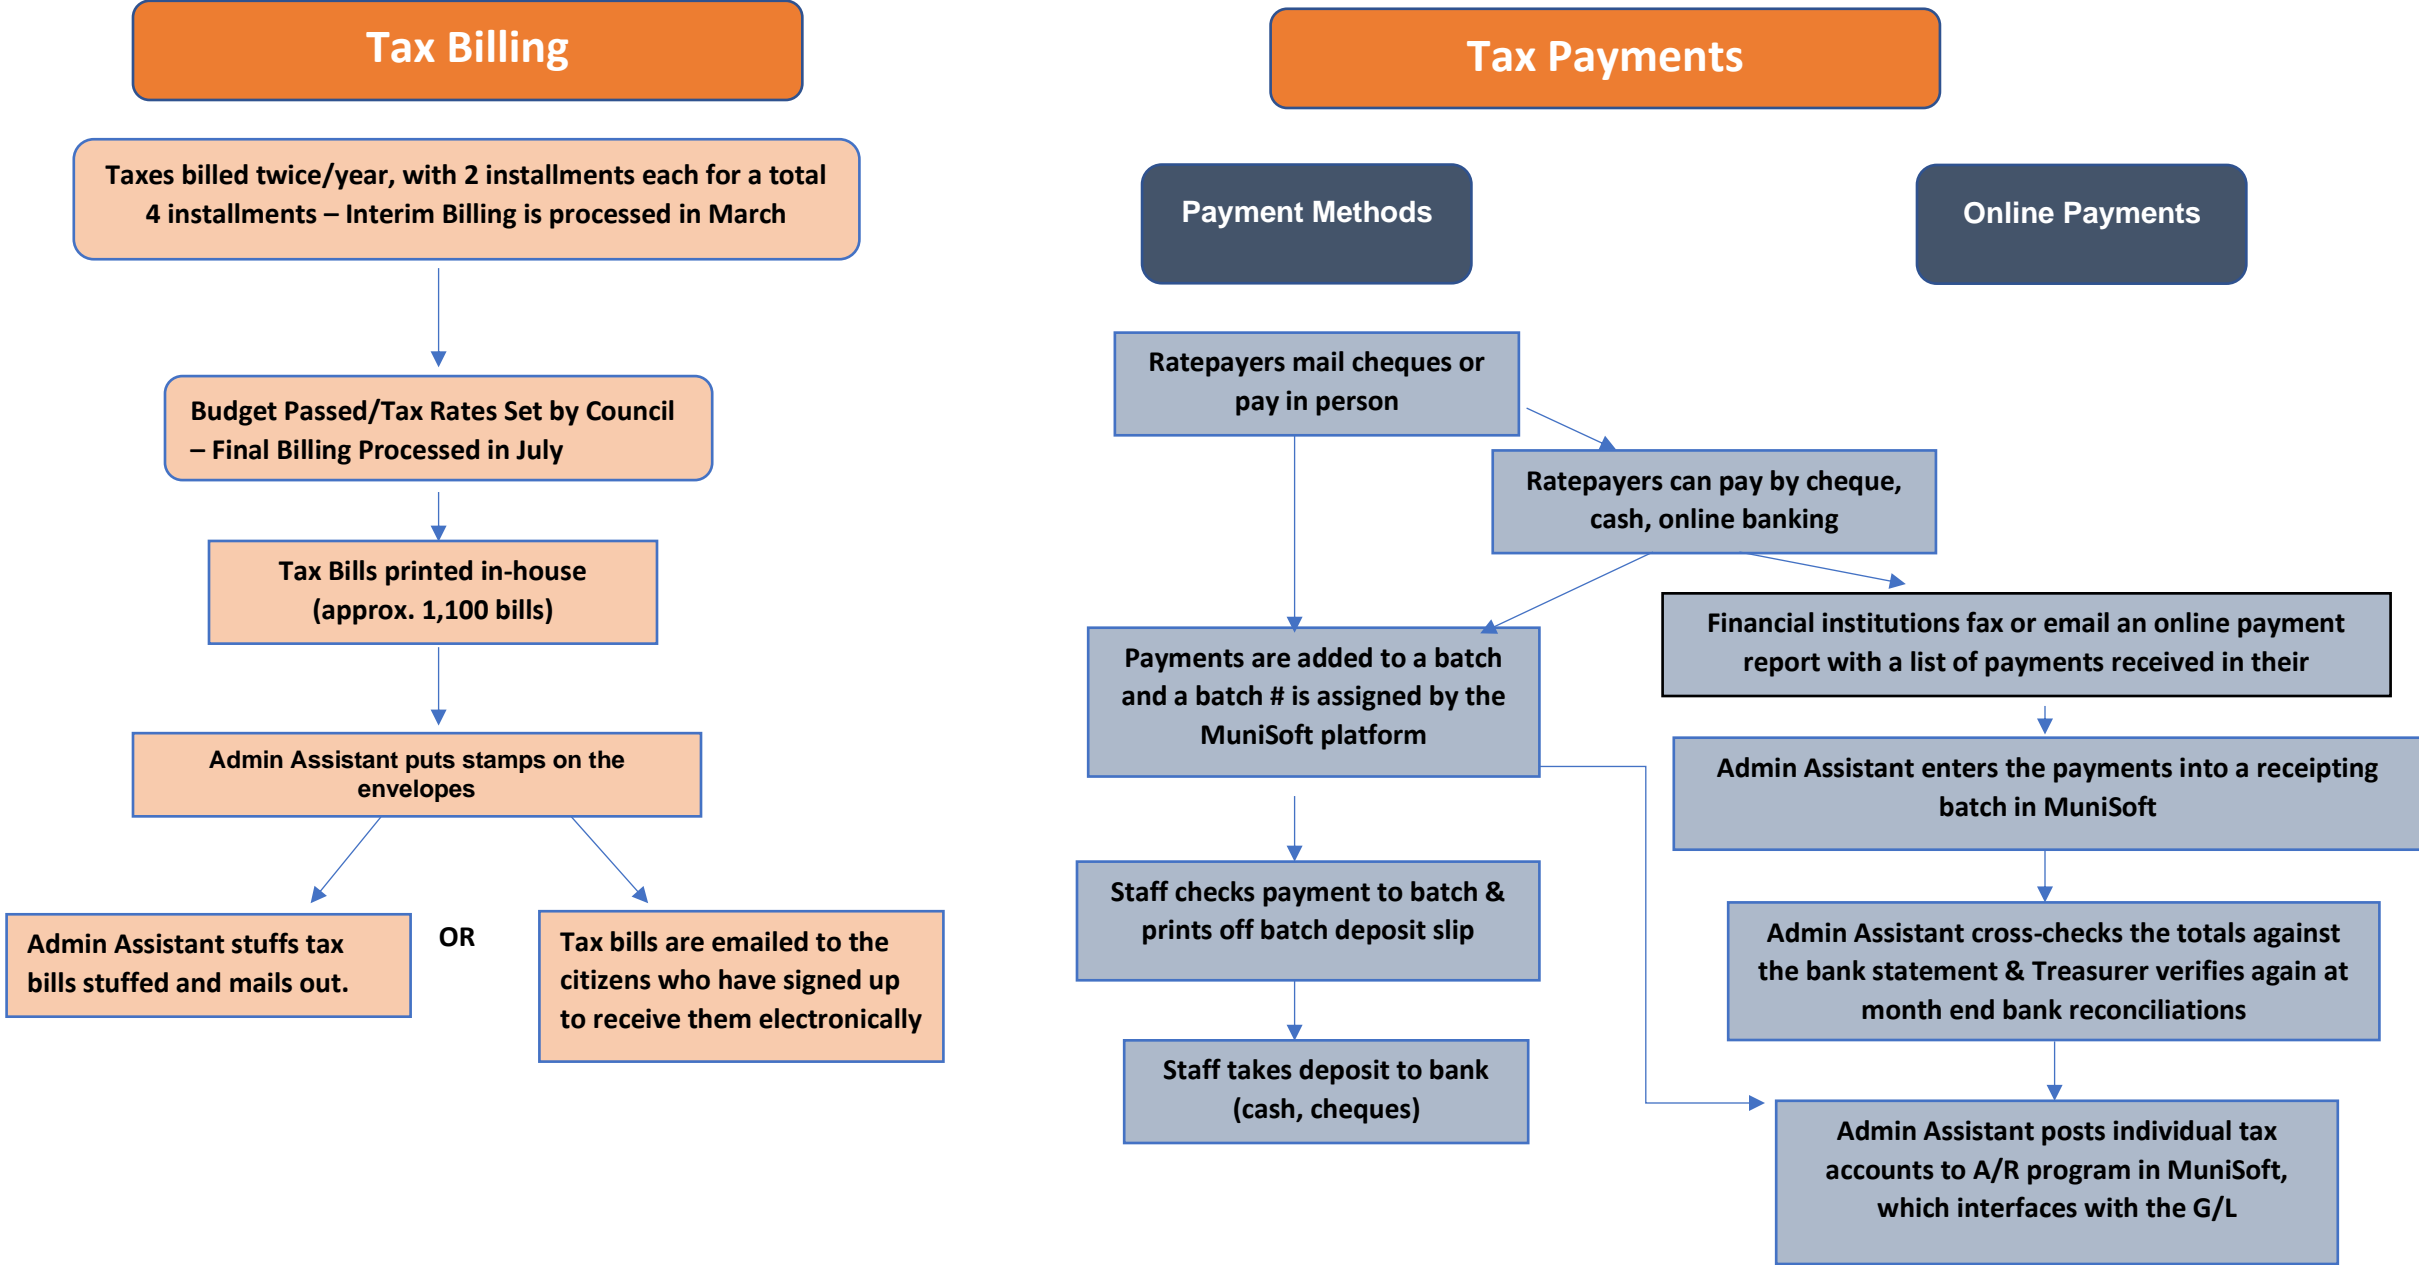 Tax Billing
Taxes billed twice/year, with 2 installments each for a total
4 installments – Interim Billing is processed in March
Budget Passed/Tax Rates Set by Council
– Final Billing Processed in July
Tax Bills printed in-house
(approx. 1,100 bills)
Admin Assistant puts stamps on the
envelopes
Admin Assistant stuffs tax
bills stuffed and mails out.
OR
Tax bills are emailed to the
citizens who have signed up
to receive them electronically
Tax Payments
Payment Methods
Online Payments
Ratepayers mail cheques or
pay in person
Ratepayers can pay by cheque,
cash, online banking
Payments are added to a batch
and a batch # is assigned by the
MuniSoft platform
Staff checks payment to batch &
prints off batch deposit slip
Staff takes deposit to bank
(cash, cheques)
Financial institutions fax or email an online payment
report with a list of payments received in their
Admin Assistant enters the payments into a receipting
batch in MuniSoft
Admin Assistant cross-checks the totals against
the bank statement & Treasurer verifies again at
month end bank reconciliations
Admin Assistant posts individual tax
accounts to A/R program in MuniSoft,
which interfaces with the G/L